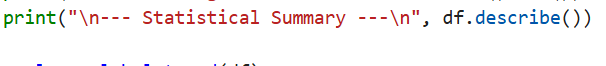 print("\n--- Statistical Summary ---\n", df.describe())